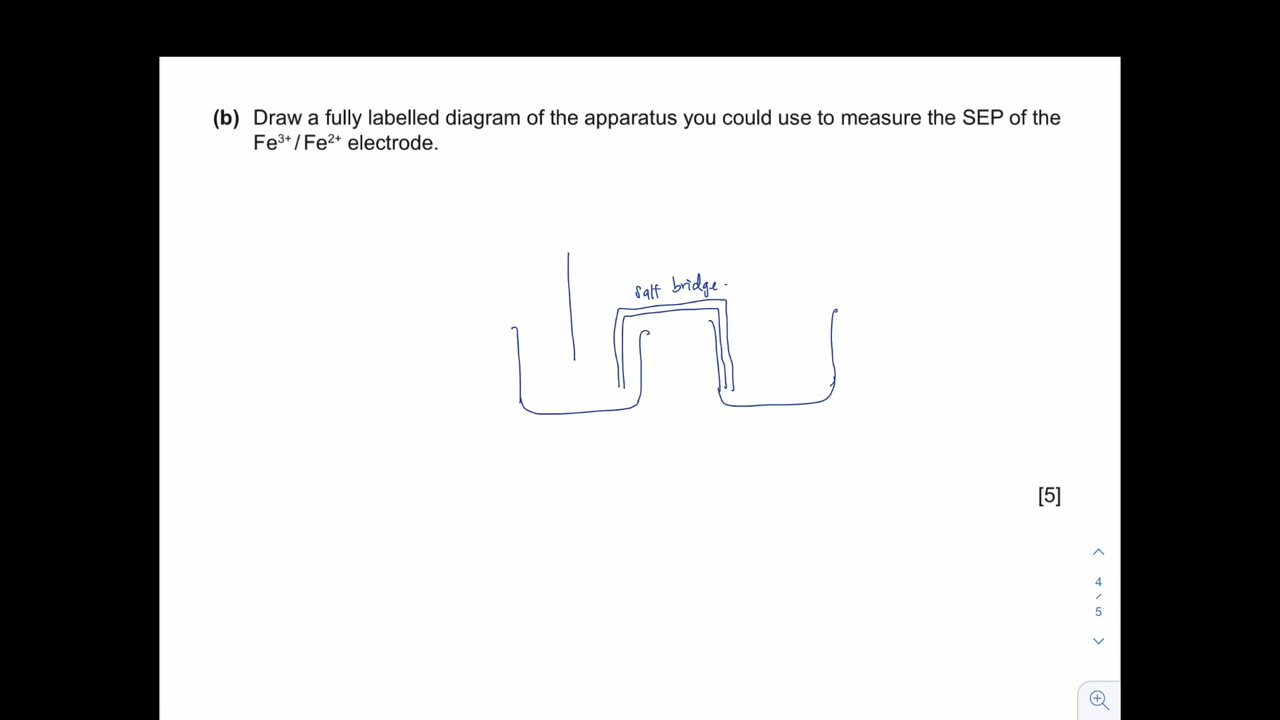 (b) Draw a fully labelled diagram of the apparatus you could use to measure the SEP of the
Fe³⁺ / Fe²⁺ electrode.
salt bridge.
[5]
4
/
5